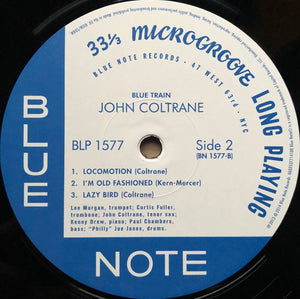 33⅓ MICROGROOVE LONG PLAYING
BLUE NOTE RECORDS · 47 WEST 63rd · NYC
BLUE TRAIN
JOHN COLTRANE
BLP 1577
Side 2
(BN 1577-B)
1. LOCOMOTION (Coltrane)
2. I'M OLD FASHIONED (Kern-Mercer)
3. LAZY BIRD (Coltrane)
Lee Morgan, trumpet; Curtis Fuller,
trombone; John Coltrane, tenor sax;
Kenny Drew, piano; Paul Chambers,
bass; "Philly" Joe Jones, drums.
BLUE
NOTE